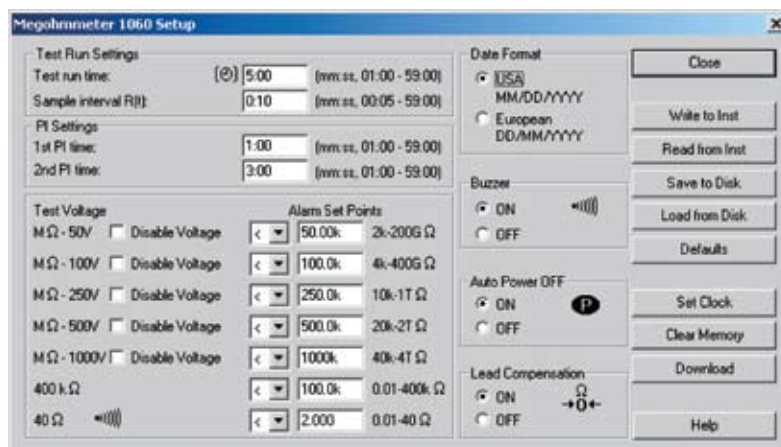 Megohmmeter 1060 Setup
Test Run Settings
Test run time: 5:00 (mm:ss, 01:00 - 59:00)
Sample interval R(t): 0:10 (mm:ss, 00:05 - 59:00)
PI Settings
1st PI time: 1:00 (mm:ss, 01:00 - 59:00)
2nd PI time: 3:00 (mm:ss, 01:00 - 59:00)
Test Voltage Alarm Set Points
MΩ - 50V Disable Voltage < 50.00k 2k-200G Ω
MΩ - 100V Disable Voltage < 100.0k 4k-400G Ω
MΩ - 250V Disable Voltage < 250.0k 10k-1T Ω
MΩ - 500V Disable Voltage < 500.0k 20k-2T Ω
MΩ - 1000V Disable Voltage < 1000k 40k-4T Ω
400 kΩ < 100.0k 0.01-400k Ω
40 Ω < 2.000 0.01-40 Ω
Date Format
USA
MM/DD/YYYY
European
DD/MM/YYYY
Buzzer
ON
OFF
Auto Power OFF
ON P
OFF
Lead Compensation
ON Ω
→0←
OFF
Close
Write to Inst
Read from Inst
Save to Disk
Load from Disk
Defaults
Set Clock
Clear Memory
Download
Help